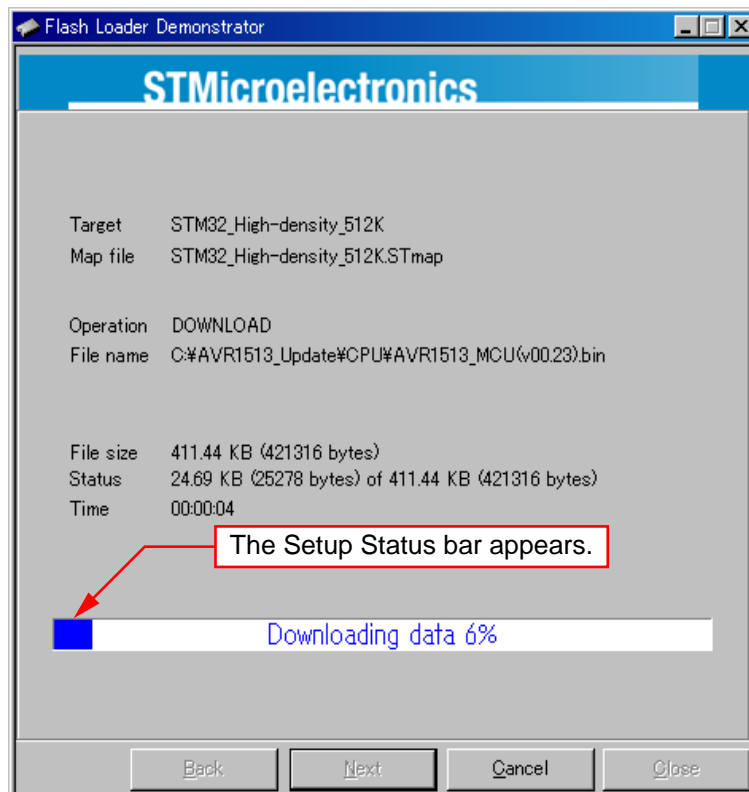 Flash Loader Demonstrator
STMicroelectronics
Target STM32_High-density_512K
Map file STM32_High-density_512K.STmap
Operation DOWNLOAD
File name C:¥AVR1513_Update¥CPU¥AVR1513_MCU(v00.23).bin
File size 411.44 KB (421316 bytes)
Status 24.69 KB (25278 bytes) of 411.44 KB (421316 bytes)
Time 00:00:04
The Setup Status bar appears.
Downloading data 6%
Back Next Cancel Close